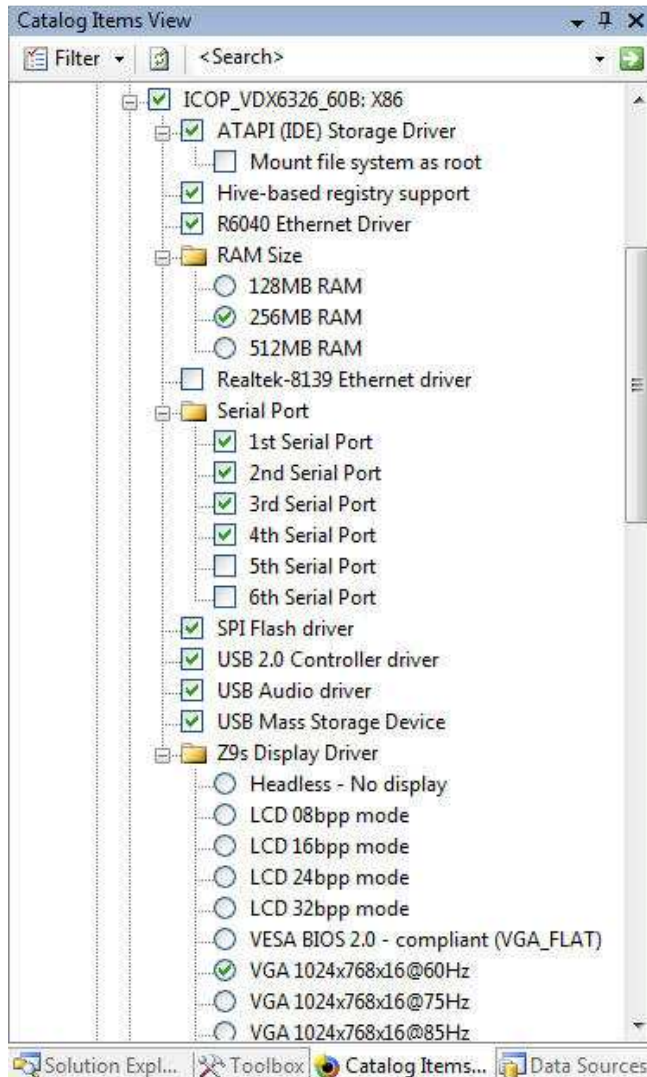 Catalog Items View
Filter <Search>
ICOP_VDX6326_60B: X86
ATAPI (IDE) Storage Driver
Mount file system as root
Hive-based registry support
R6040 Ethernet Driver
RAM Size
128MB RAM
256MB RAM
512MB RAM
Realtek-8139 Ethernet driver
Serial Port
1st Serial Port
2nd Serial Port
3rd Serial Port
4th Serial Port
5th Serial Port
6th Serial Port
SPI Flash driver
USB 2.0 Controller driver
USB Audio driver
USB Mass Storage Device
Z9s Display Driver
Headless - No display
LCD 08bpp mode
LCD 16bpp mode
LCD 24bpp mode
LCD 32bpp mode
VESA BIOS 2.0 - compliant (VGA_FLAT)
VGA 1024x768x16@60Hz
VGA 1024x768x16@75Hz
VGA 1024x768x16@85Hz
Solution Expl... Toolbox Catalog Items... Data Sources